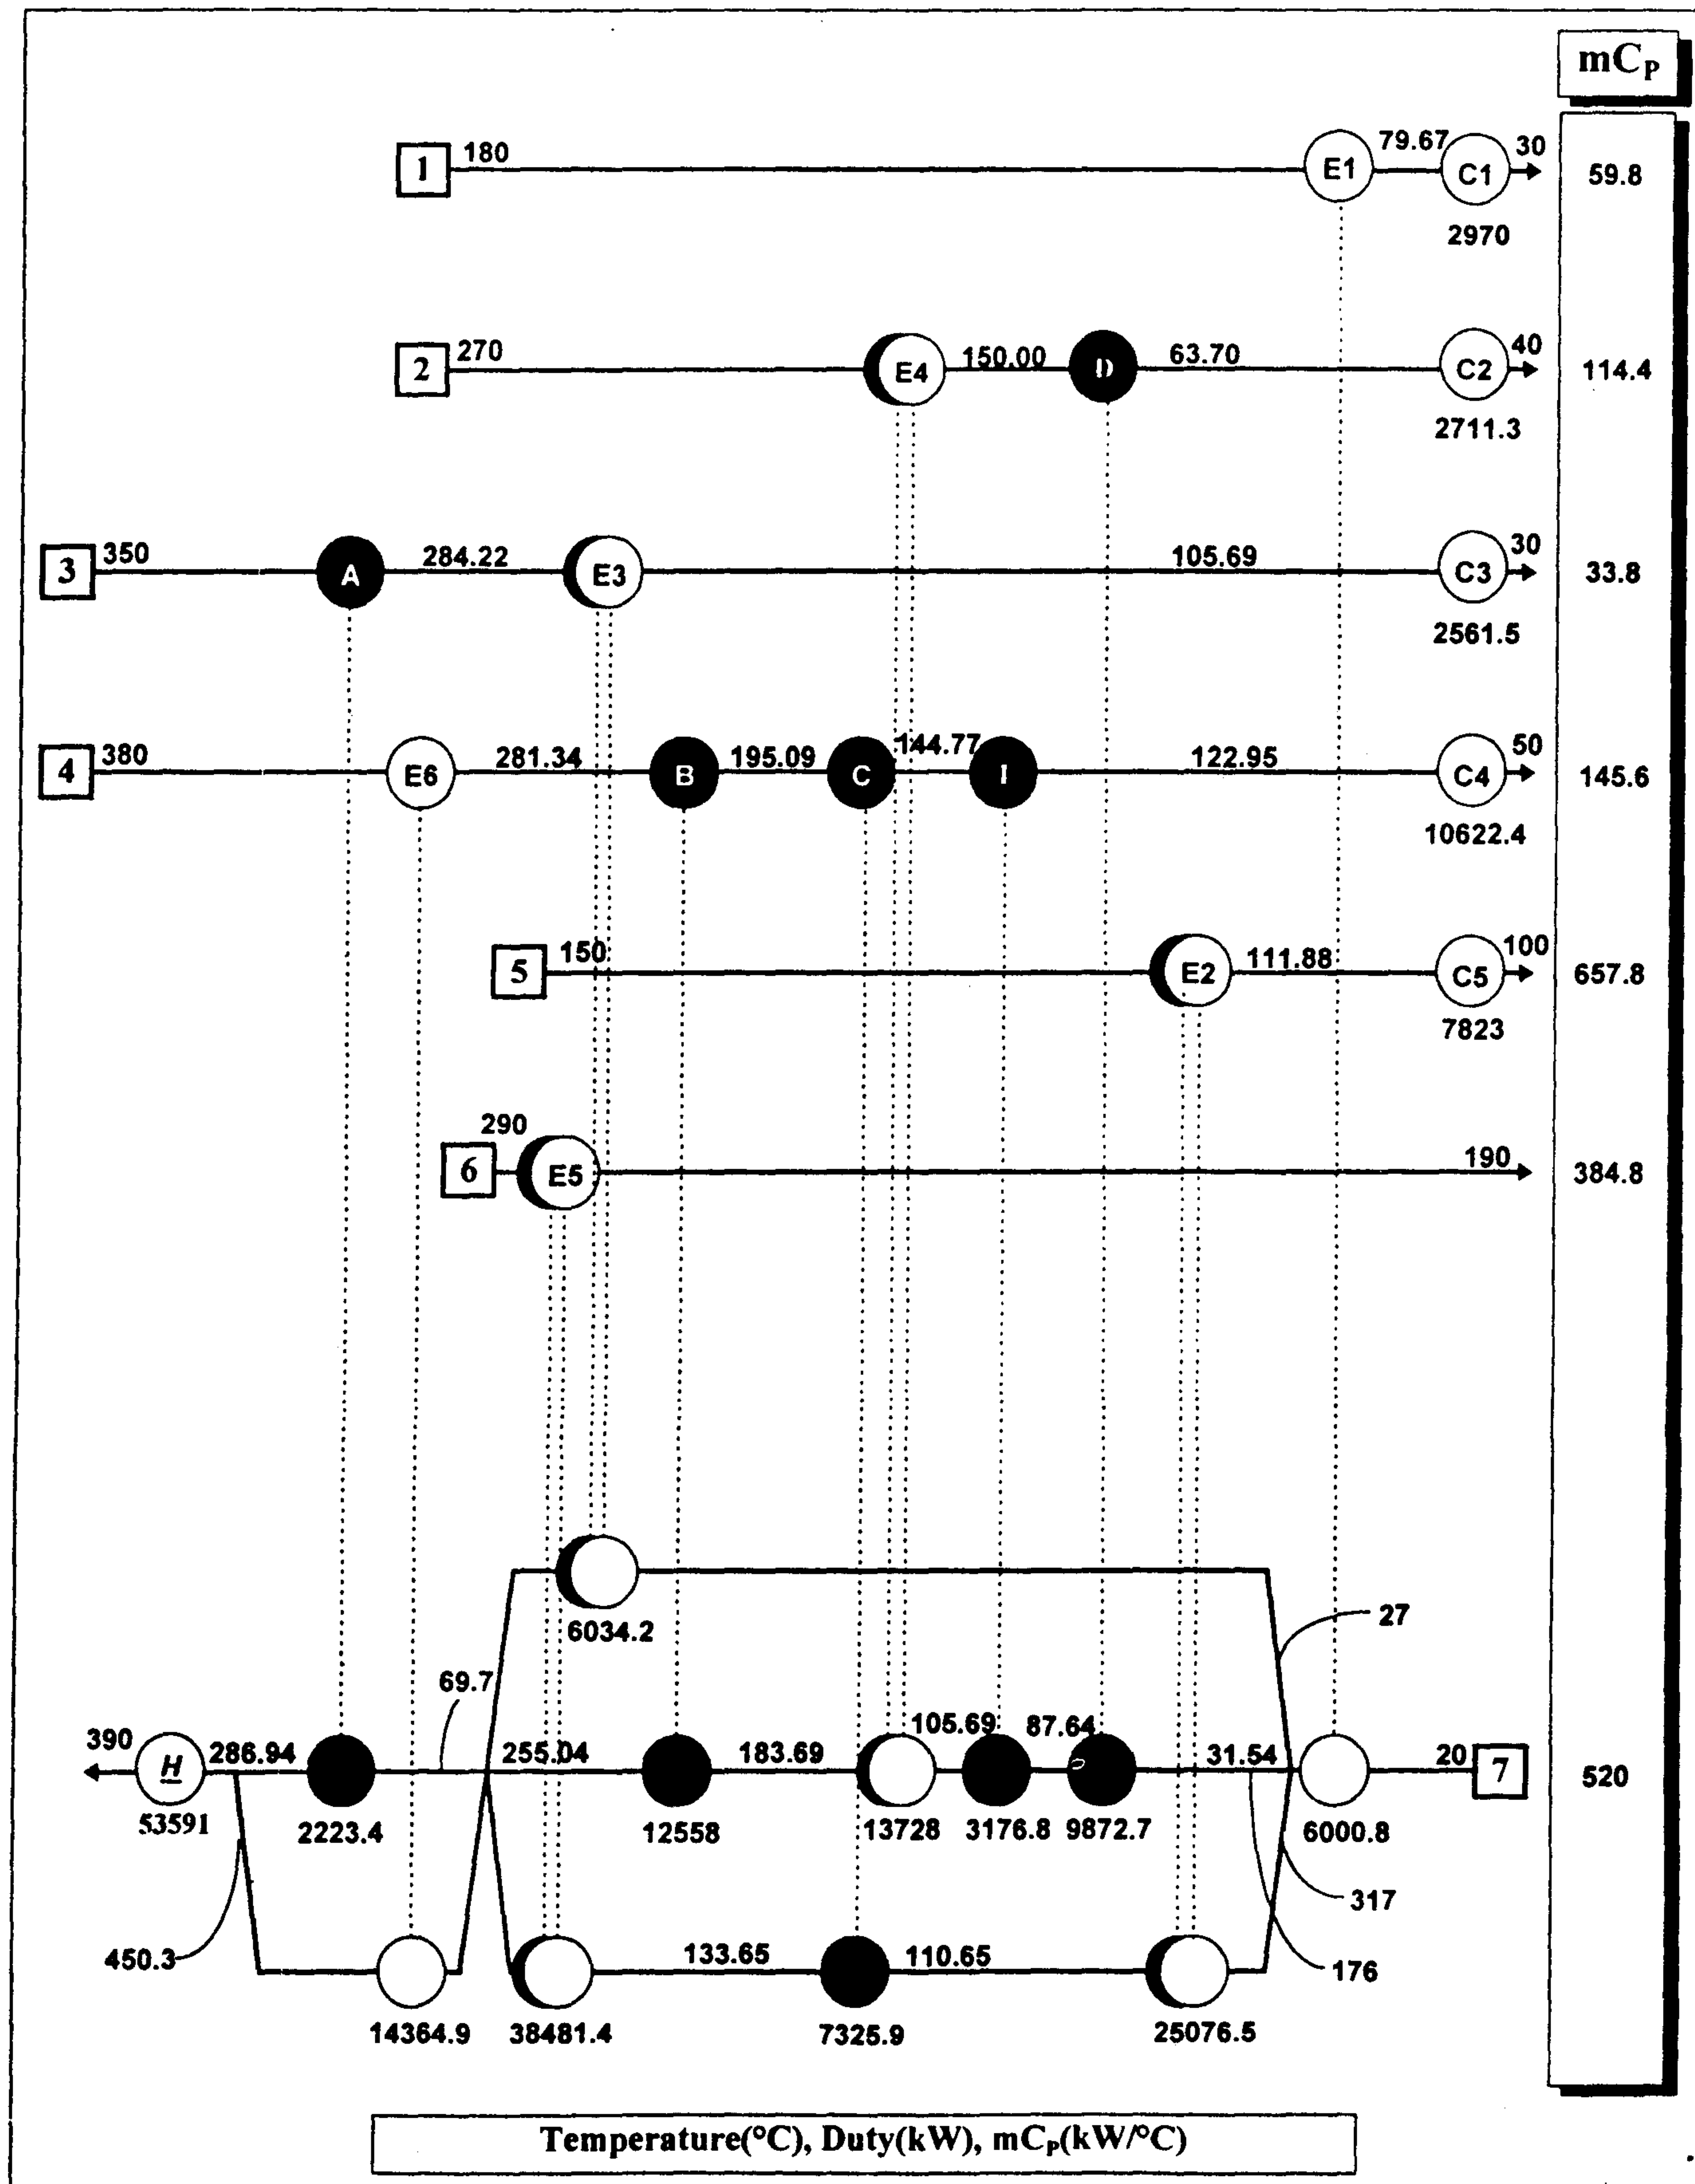 mCP
1 180 E1 79.67 C1 30 59.8
2970
2 270 E4 150.00 D 63.70 C2 40 114.4
2711.3
3 350 A 284.22 E3 105.69 C3 30 33.8
2561.5
4 380 E6 281.34 B 195.09 C 144.77 I 122.95 C4 50 145.6
10622.4
5 150 E2 111.88 C5 100 657.8
7823
6 290 E5 190 384.8
6034.2
27
69.7
390 H 286.94 255.04 183.69 105.69 87.64 31.54 20 7 520
53591 2223.4 12558 13728 3176.8 9872.7 6000.8
317
450.3 133.65 110.65 176
14364.9 38481.4 7325.9 25076.5
Temperature(°C), Duty(kW), mCP(kW/°C)